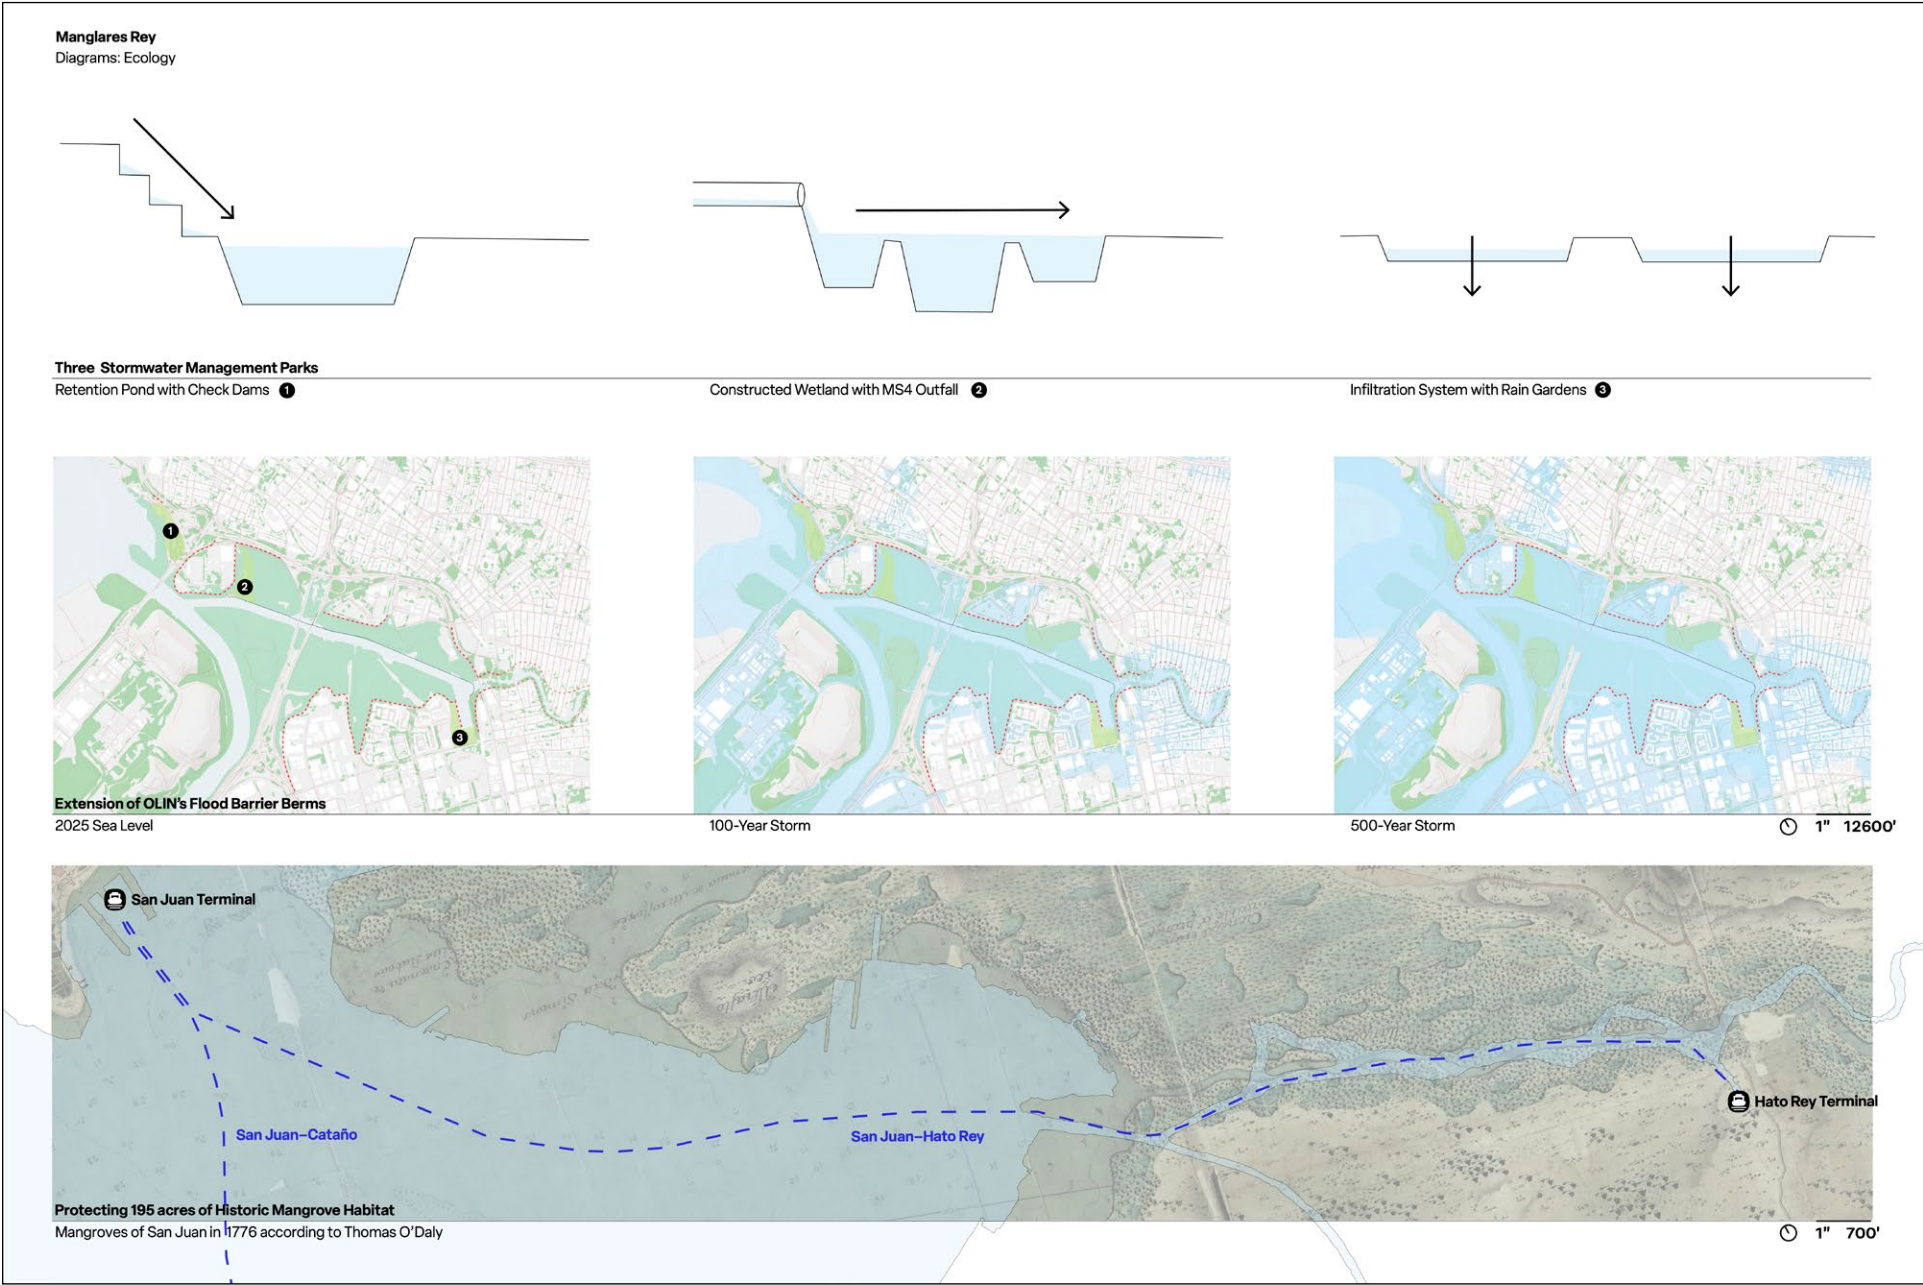 Manglares Rey
Diagrams: Ecology
Three Stormwater Management Parks
Retention Pond with Check Dams 1
Constructed Wetland with MS4 Outfall 2
Infiltration System with Rain Gardens 3
1
2
3
Extension of OLIN's Flood Barrier Berms
2025 Sea Level
100-Year Storm
500-Year Storm
1" 12600'
San Juan Terminal
Hato Rey Terminal
San Juan–Cataño
San Juan–Hato Rey
Protecting 195 acres of Historic Mangrove Habitat
Mangroves of San Juan in 1776 according to Thomas O'Daly
1" 700'